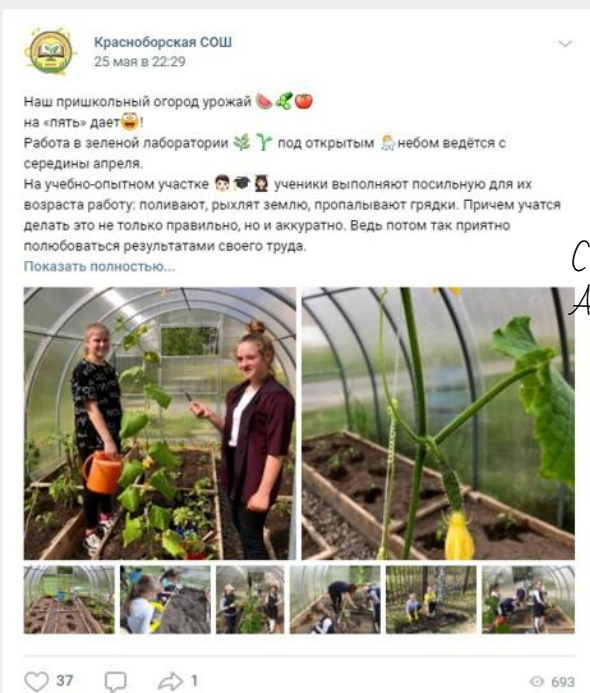 Красноборская СОШ
25 мая в 22:29
Наш пришкольный огород урожай 🍉🥒🍅
на «пять» дает😄!
Работа в зеленой лаборатории 🌿 🌱 под открытым 🌦небом ведётся с
середины апреля.
На учебно-опытном участке 👨🏻‍🎓👩🏻‍🎓 ученики выполняют посильную для их
возраста работу: поливают, рыхлят землю, пропалывают грядки. Причем учатся
делать это не только правильно, но и аккуратно. Ведь потом так приятно
полюбоваться результатами своего труда.
Показать полностью...
С
А
37
1
693